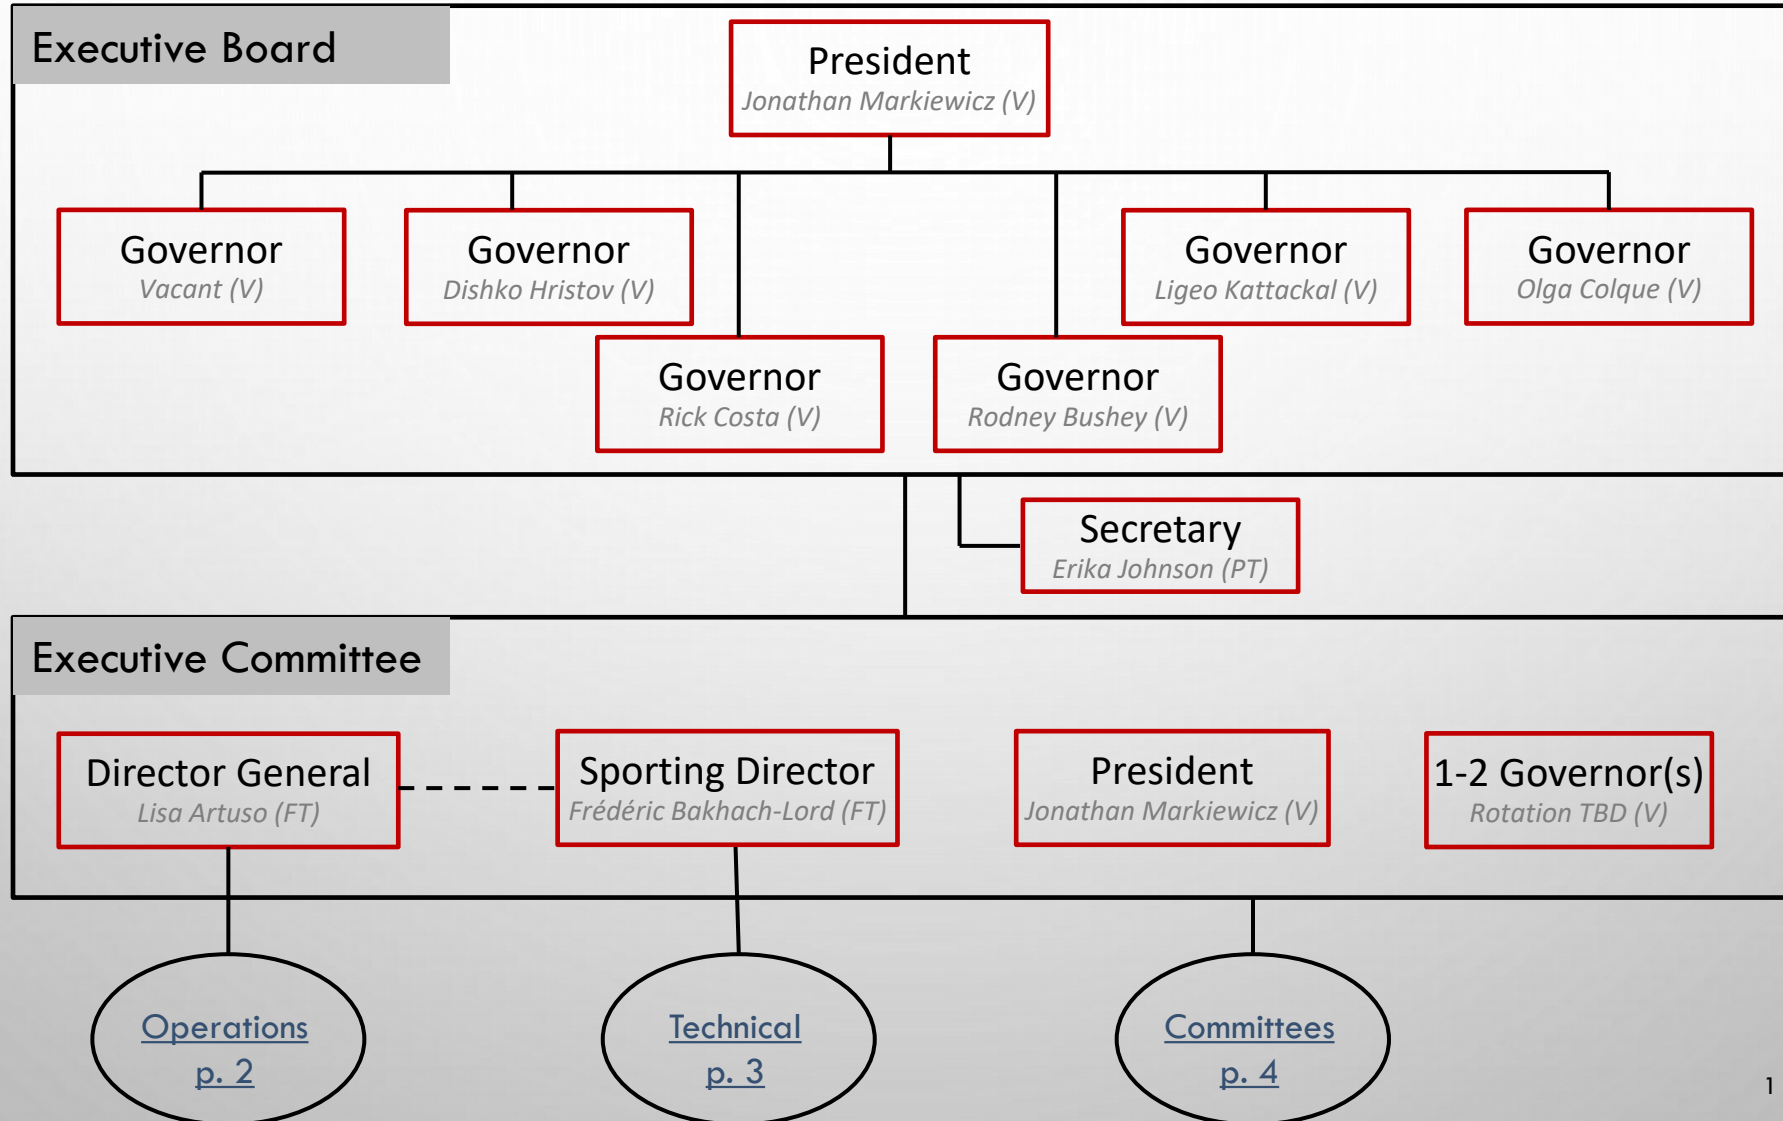 Executive Board
President
Jonathan Markiewicz (V)
Governor
Vacant (V)
Governor
Dishko Hristov (V)
Governor
Ligeo Kattackal (V)
Governor
Olga Colque (V)
Governor
Rick Costa (V)
Governor
Rodney Bushey (V)
Secretary
Erika Johnson (PT)
Executive Committee
Director General
Lisa Artuso (FT)
Sporting Director
Frédéric Bakhach-Lord (FT)
President
Jonathan Markiewicz (V)
1-2 Governor(s)
Rotation TBD (V)
Operations
p. 2
Technical
p. 3
Committees
p. 4
1